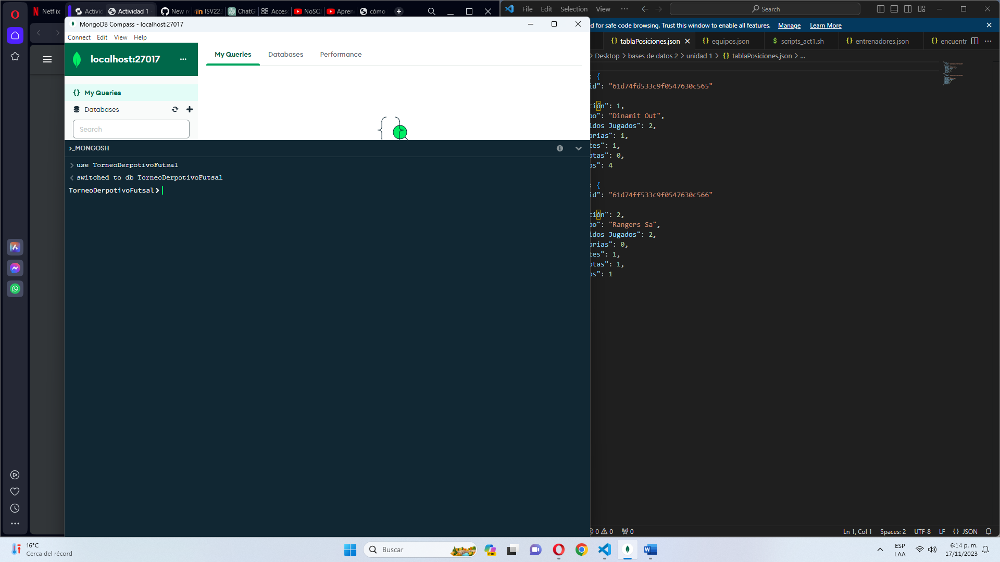 Netflix
Activid
Actividad 1
New r
ISV223
ChatG
Acces
NoSQ
Apren
cómo
MongoDB Compass - localhost:27017
Connect Edit View Help
localhost:27017
My Queries
Databases
Performance
My Queries
Databases
Search
>_MONGOSH
use TorneoDerpotivoFutsal
switched to db TorneoDerpotivoFutsal
TorneoDerpotivoFutsal>
File Edit Selection View
Search
d for safe code browsing. Trust this window to enable all features. Manage Learn More
tablaPosiciones.json
equipos.json
scripts_act1.sh
entrenadores.json
encuentr
Desktop > bases de datos 2 > unidad 1 > {} tablaPosiciones.json > ...
: {
id": "61d74fd533c9f0547630c565"
ción": 1,
po": "Dinamit Out",
idos Jugados": 2,
orias": 1,
tes": 1,
otas": 0,
os": 4
: {
id": "61d74ff533c9f0547630c566"
ción": 2,
po": "Rangers Sa",
idos Jugados": 2,
orias": 0,
tes": 1,
otas": 1,
os": 1
0 0 0
Ln 1, Col 1 Spaces: 2 UTF-8 LF {} JSON
16°C
Cerca del récord
Buscar
PRE
ESP
LAA
6:14 p. m.
17/11/2023